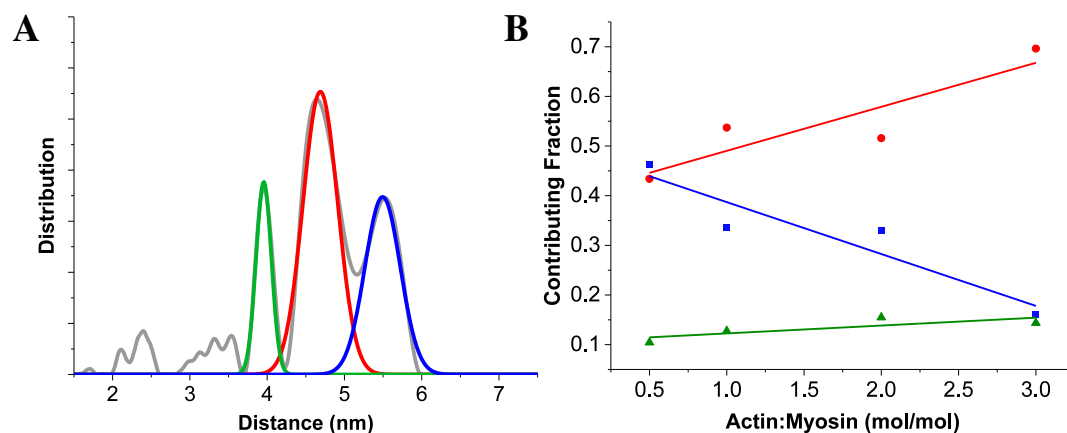 A
Distribution
2 3 4 5 6 7
Distance (nm)
B
Contributing Fraction
0.7
0.6
0.5
0.4
0.3
0.2
0.1
0.5 1.0 1.5 2.0 2.5 3.0
Actin:Myosin (mol/mol)